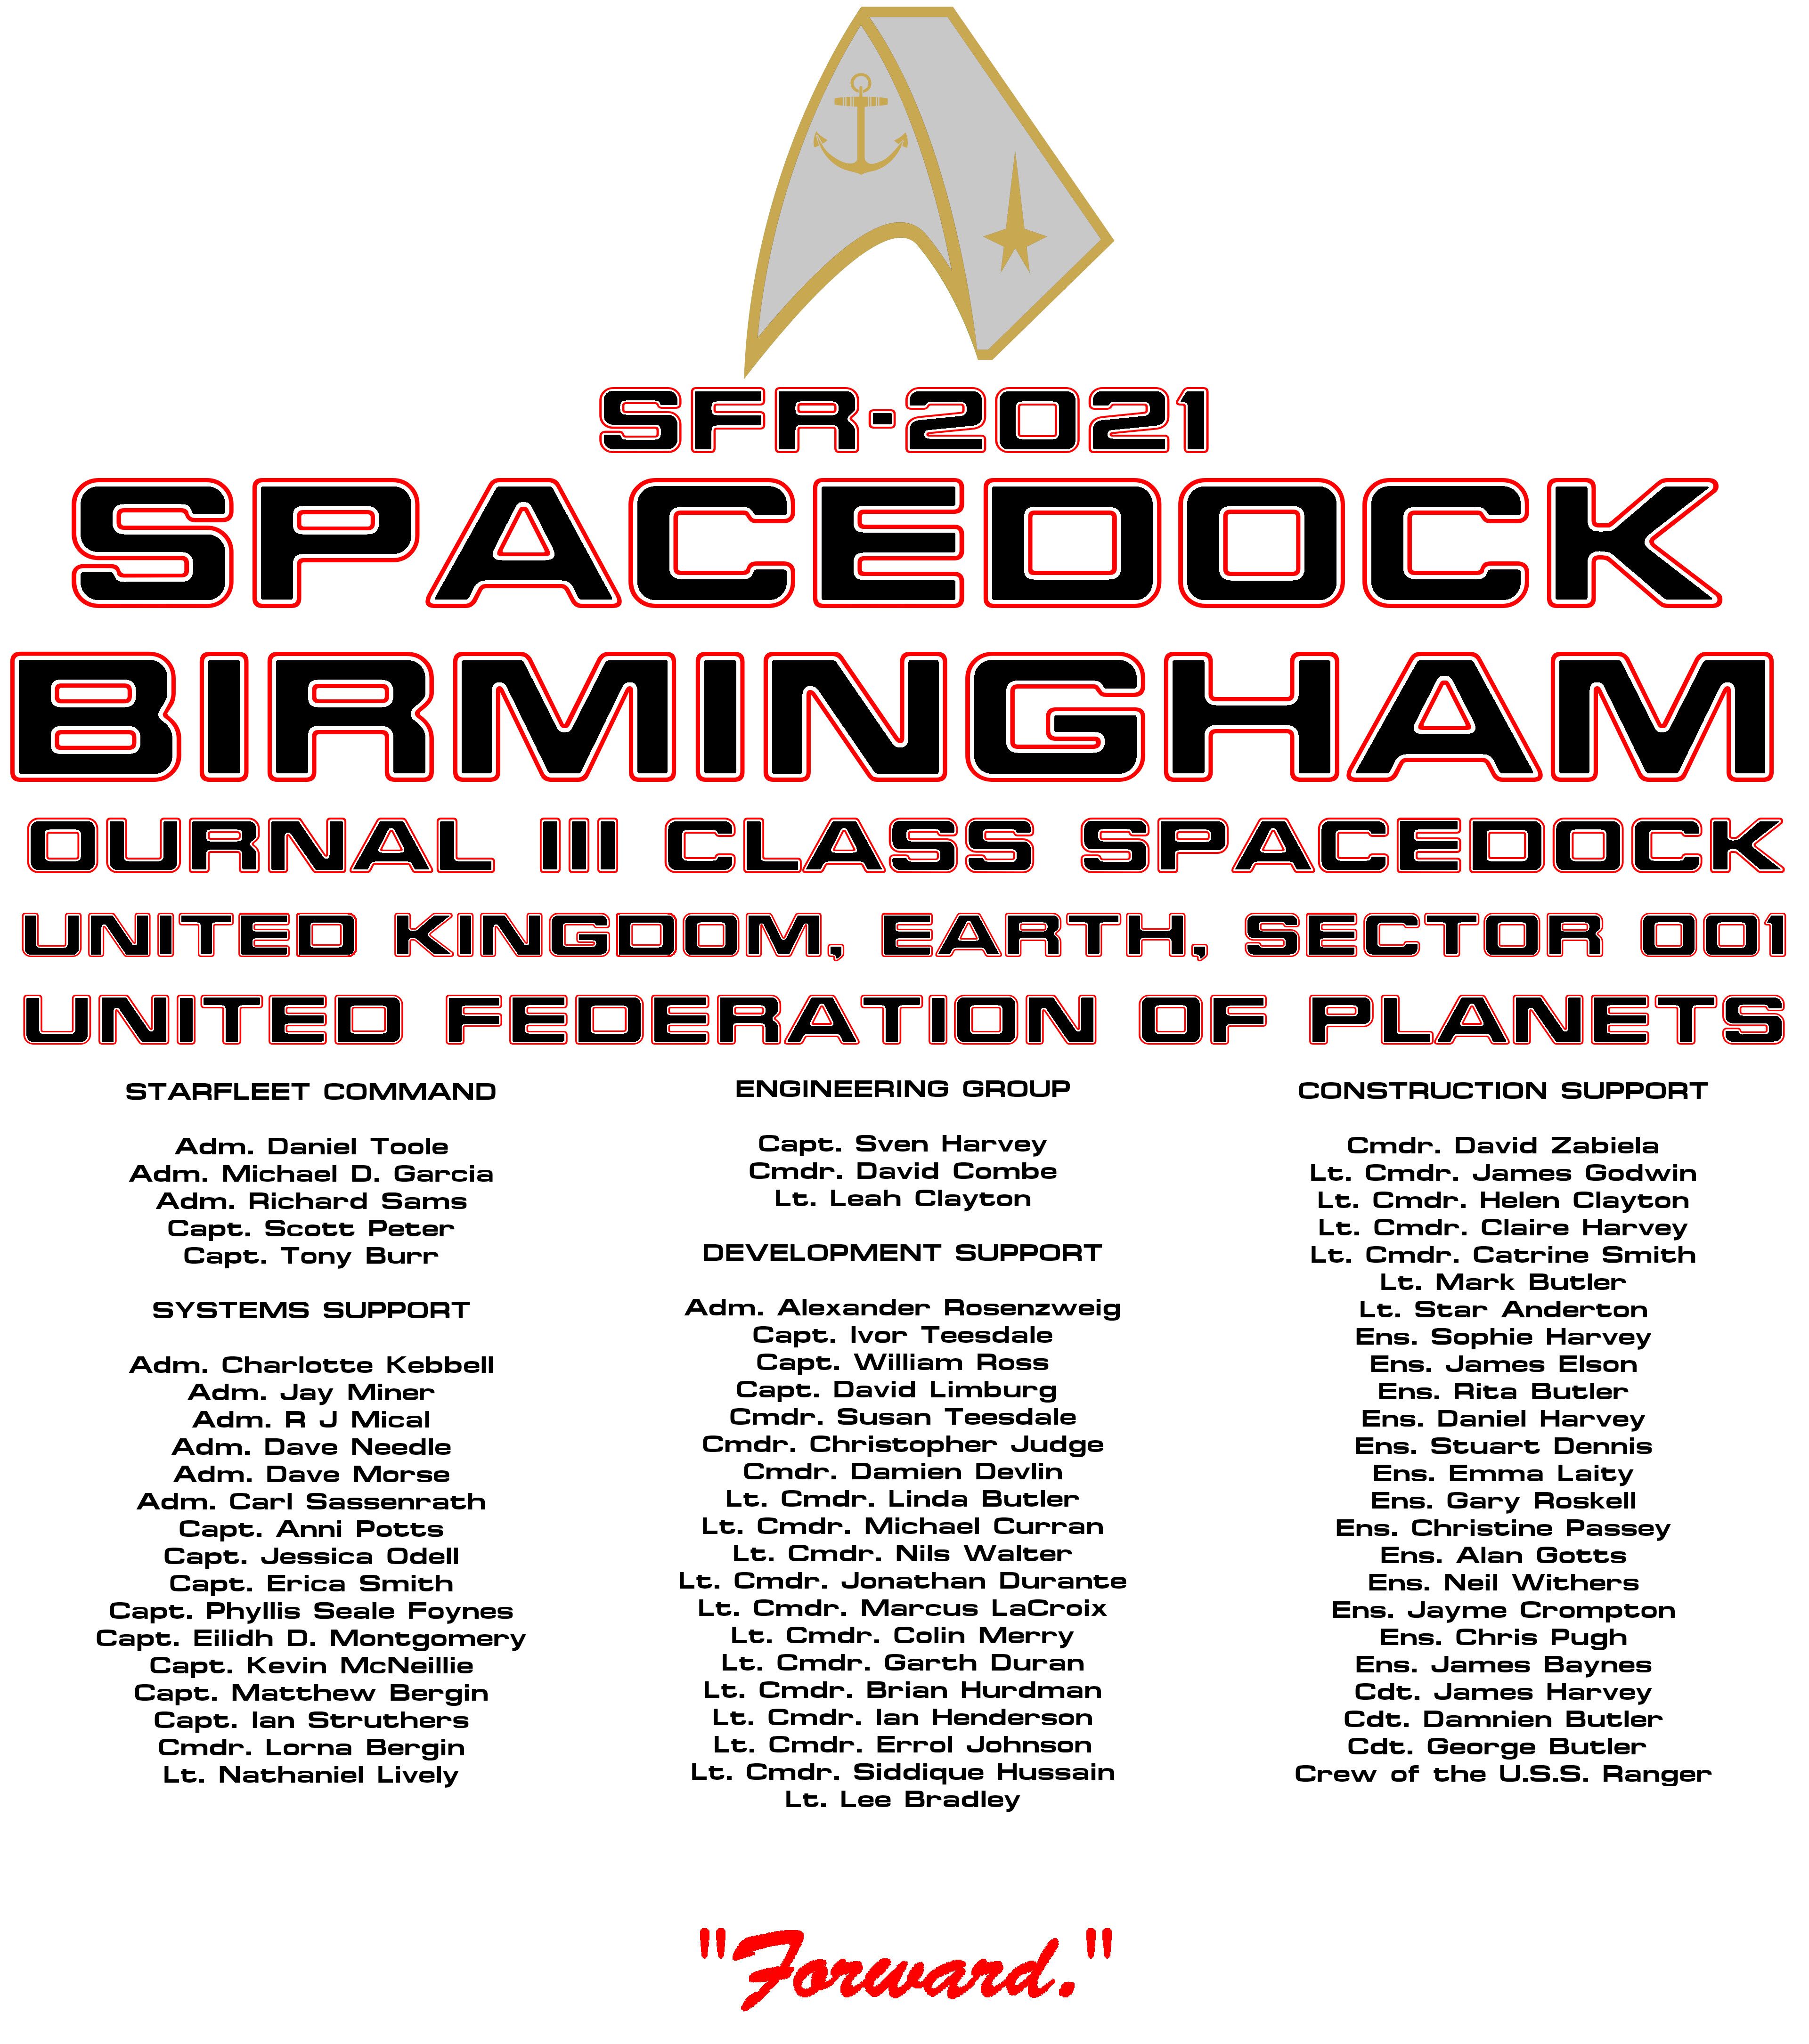 SFR-2021
SPACEDOCK
BIRMINGHAM
OURNAL III CLASS SPACEDOCK
UNITED KINGDOM, EARTH, SECTOR 001
UNITED FEDERATION OF PLANETS
STARFLEET COMMAND
Adm. Daniel Toole
Adm. Michael D. Garcia
Adm. Richard Sams
Capt. Scott Peter
Capt. Tony Burr
SYSTEMS SUPPORT
Adm. Charlotte Kebbell
Adm. Jay Miner
Adm. R J Mical
Adm. Dave Needle
Adm. Dave Morse
Adm. Carl Sassenrath
Capt. Anni Potts
Capt. Jessica Odell
Capt. Erica Smith
Capt. Phyllis Seale Foynes
Capt. Eilidh D. Montgomery
Capt. Kevin McNeillie
Capt. Matthew Bergin
Capt. Ian Struthers
Cmdr. Lorna Bergin
Lt. Nathaniel Lively
ENGINEERING GROUP
Capt. Sven Harvey
Cmdr. David Combe
Lt. Leah Clayton
DEVELOPMENT SUPPORT
Adm. Alexander Rosenzweig
Capt. Ivor Teesdale
Capt. William Ross
Capt. David Limburg
Cmdr. Susan Teesdale
Cmdr. Christopher Judge
Cmdr. Damien Devlin
Lt. Cmdr. Linda Butler
Lt. Cmdr. Michael Curran
Lt. Cmdr. Nils Walter
Lt. Cmdr. Jonathan Durante
Lt. Cmdr. Marcus LaCroix
Lt. Cmdr. Colin Merry
Lt. Cmdr. Garth Duran
Lt. Cmdr. Brian Hurdman
Lt. Cmdr. Ian Henderson
Lt. Cmdr. Errol Johnson
Lt. Cmdr. Siddique Hussain
Lt. Lee Bradley
CONSTRUCTION SUPPORT
Cmdr. David Zabiela
Lt. Cmdr. James Godwin
Lt. Cmdr. Helen Clayton
Lt. Cmdr. Claire Harvey
Lt. Cmdr. Catrine Smith
Lt. Mark Butler
Lt. Star Anderton
Ens. Sophie Harvey
Ens. James Elson
Ens. Rita Butler
Ens. Daniel Harvey
Ens. Stuart Dennis
Ens. Emma Laity
Ens. Gary Roskell
Ens. Christine Passey
Ens. Alan Gotts
Ens. Neil Withers
Ens. Jayme Crompton
Ens. Chris Pugh
Ens. James Baynes
Cdt. James Harvey
Cdt. Damnien Butler
Cdt. George Butler
Crew of the U.S.S. Ranger
"Forward."